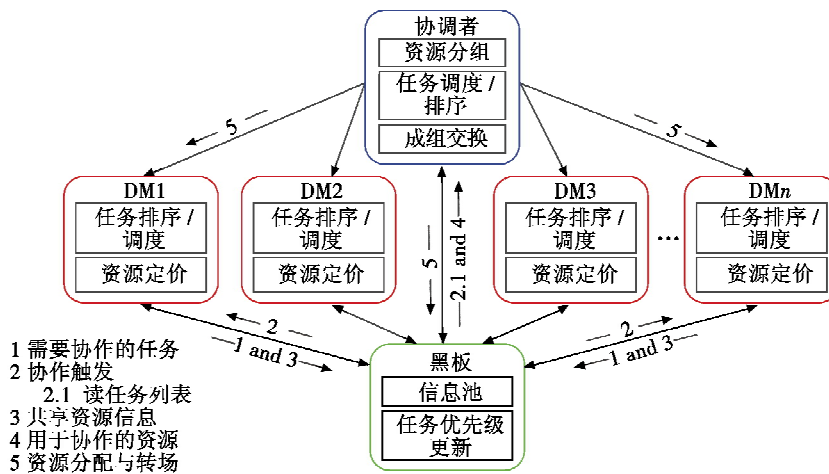 协调者
资源分组
任务调度 /
排序
成组交换
5
5
DM1
任务排序 /
调度
资源定价
DM2
任务排序 /
调度
资源定价
5
2.1 and 4
DM3
任务排序 /
调度
资源定价
...
DMn
任务排序 /
调度
资源定价
2
1 and 3
2
1 and 3
黑板
信息池
任务优先级
更新
1 需要协作的任务
2 协作触发
2.1 读任务列表
3 共享资源信息
4 用于协作的资源
5 资源分配与转场